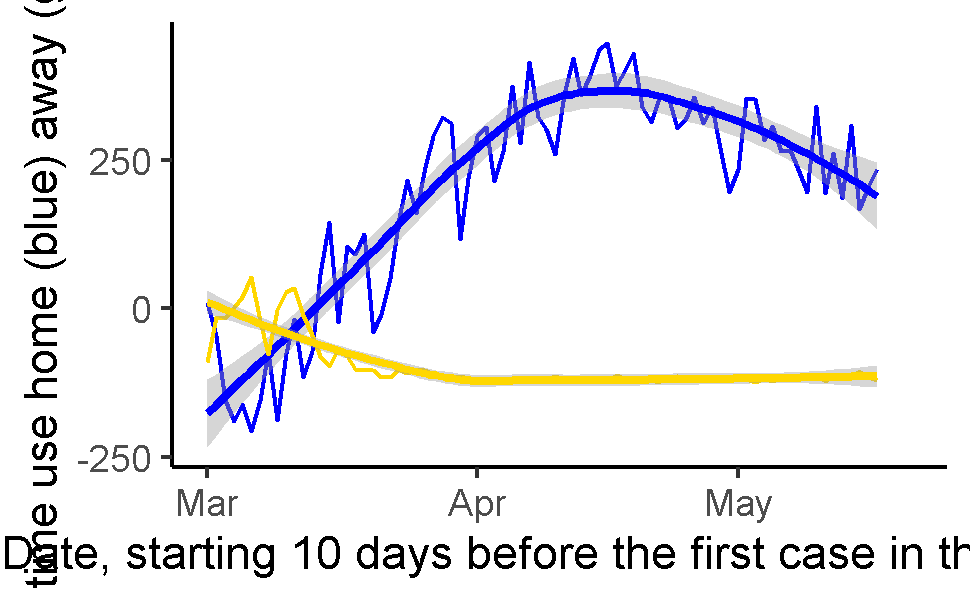 time use home (blue) away (
250
0
-250
Mar Apr May
Date, starting 10 days before the first case in th